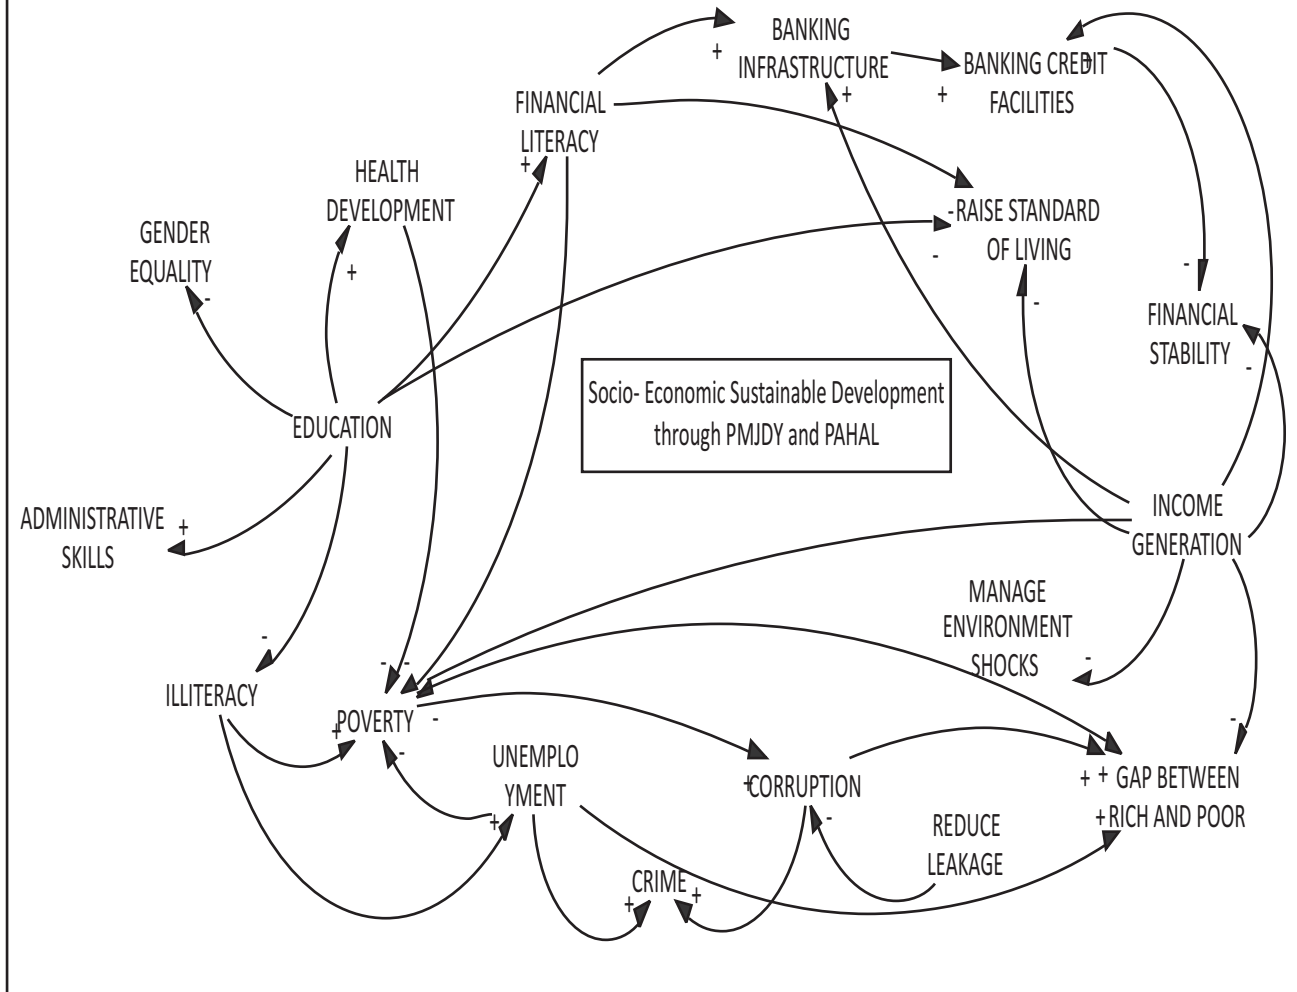 BANKING
INFRASTRUCTURE
+
+
BANKING CREDIT
FACILITIES
+
+
FINANCIAL
LITERACY
+
HEALTH
DEVELOPMENT
+
GENDER
EQUALITY
-
-RAISE STANDARD
OF LIVING
-
-
-
FINANCIAL
STABILITY
-
Socio- Economic Sustainable Development
through PMJDY and PAHAL
EDUCATION
ADMINISTRATIVE
SKILLS
+
INCOME
GENERATION
MANAGE
ENVIRONMENT
SHOCKS
-
-
ILLITERACY
- -
+POVERTY
-
-
UNEMPLO
YMENT
+
+CORRUPTION
-
-
+ + GAP BETWEEN
+RICH AND POOR
REDUCE
LEAKAGE
CRIME
+
+